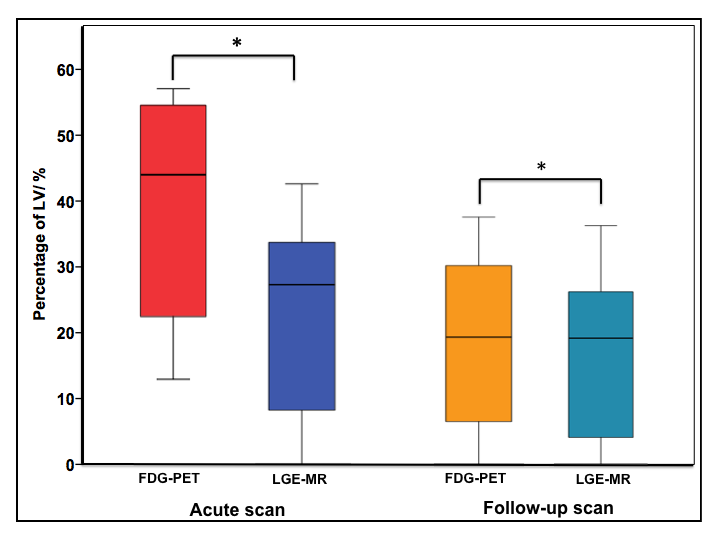 Percentage of LV/ %
60
50
40
30
20
10
0
*
*
FDG-PET
LGE-MR
FDG-PET
LGE-MR
Acute scan
Follow-up scan